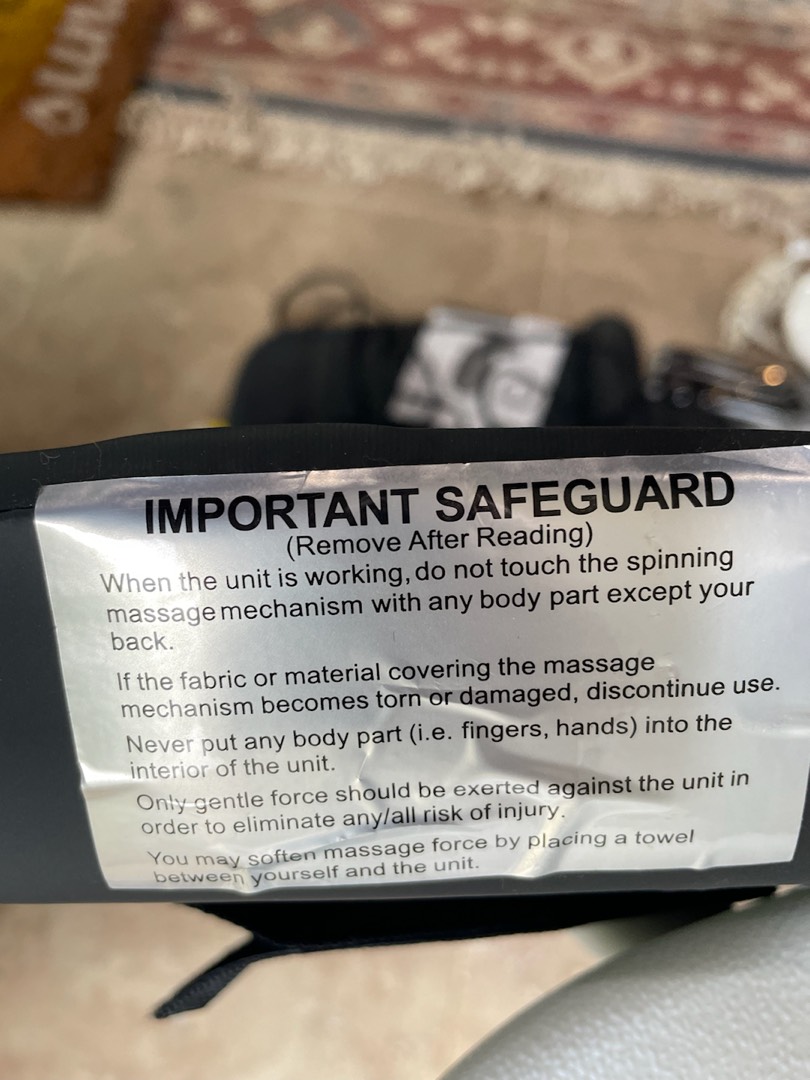 IMPORTANT SAFEGUARD
(Remove After Reading)
When the unit is working, do not touch the spinning
massage mechanism with any body part except your
back.
If the fabric or material covering the massage
mechanism becomes torn or damaged, discontinue use.
Never put any body part (i.e. fingers, hands) into the
interior of the unit.
Only gentle force should be exerted against the unit in
order to eliminate any/all risk of injury.
You may soften massage force by placing a towel
between yourself and the unit.